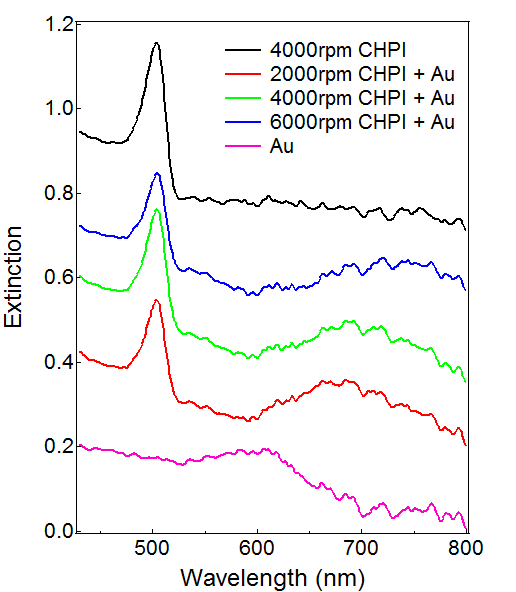 1.2
1.0
0.8
0.6
0.4
0.2
0.0
Extinction
4000rpm CHPI
2000rpm CHPI + Au
4000rpm CHPI + Au
6000rpm CHPI + Au
Au
500 600 700 800
Wavelength (nm)